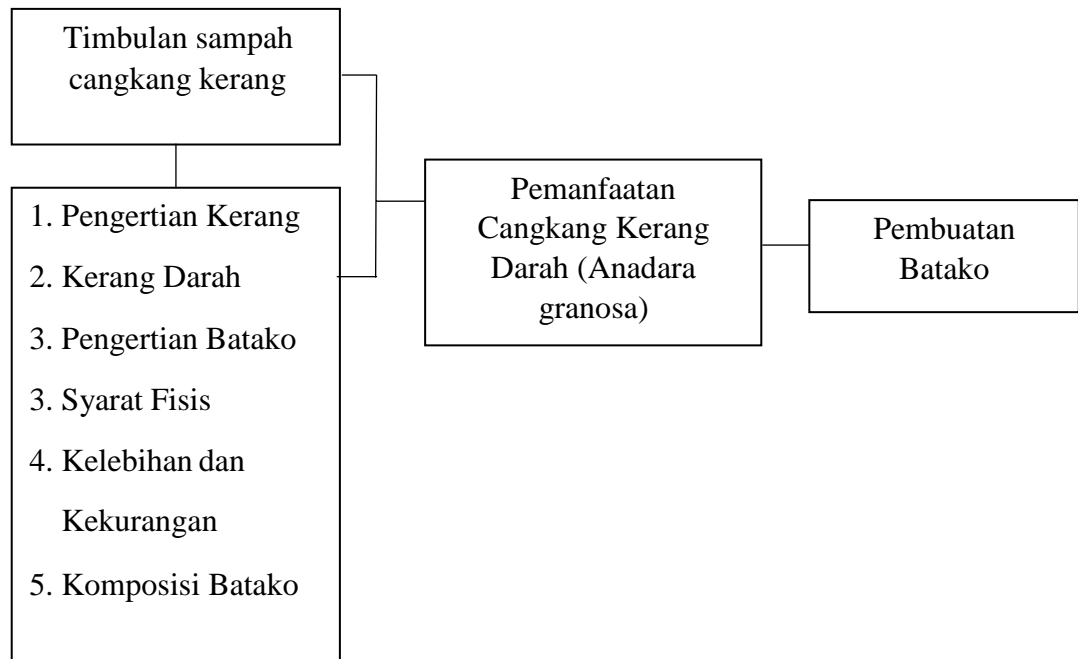 Timbulan sampah
cangkang kerang
1. Pengertian Kerang
2. Kerang Darah
3. Pengertian Batako
3. Syarat Fisis
4. Kelebihan dan
Kekurangan
5. Komposisi Batako
Pemanfaatan
Cangkang Kerang
Darah (Anadara
granosa)
Pembuatan
Batako